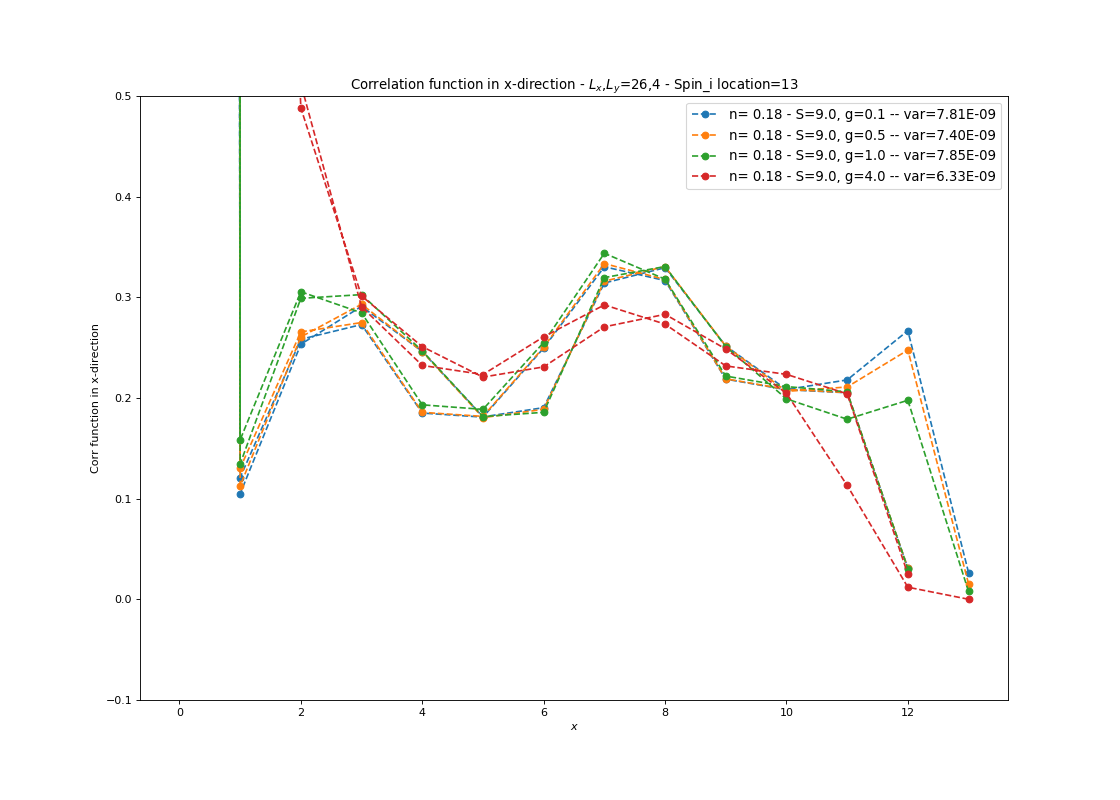 Correlation function in x-direction - Lx,Ly=26,4 - Spin_i location=13
n= 0.18 - S=9.0, g=0.1 -- var=7.81E-09
n= 0.18 - S=9.0, g=0.5 -- var=7.40E-09
n= 0.18 - S=9.0, g=1.0 -- var=7.85E-09
n= 0.18 - S=9.0, g=4.0 -- var=6.33E-09
Corr function in x-direction
0.5
0.4
0.3
0.2
0.1
0.0
−0.1
0 2 4 6 8 10 12
x